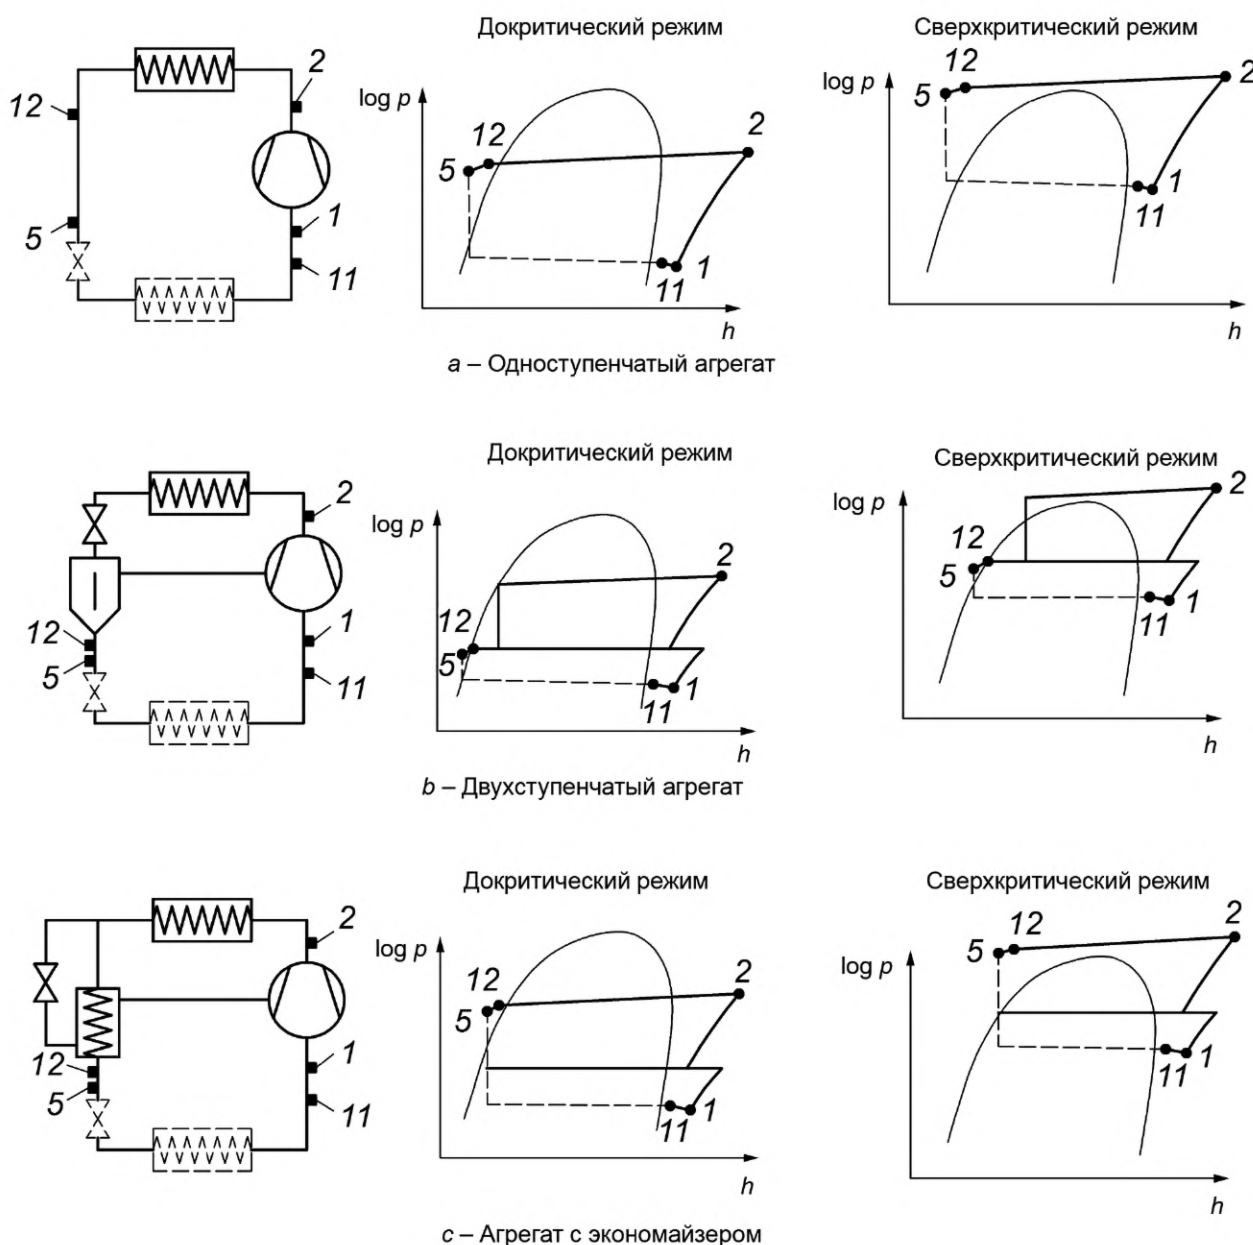 Докритический режим
Сверхкритический режим
2
12
5
1
11
log p
5
12
2
11
1
h
log p
5
12
2
1
11
h
a – Одноступенчатый агрегат
Докритический режим
Сверхкритический режим
2
12
5
1
11
log p
2
12
5
11
1
h
log p
2
12
5
11
1
h
b – Двухступенчатый агрегат
Докритический режим
Сверхкритический режим
2
12
5
1
11
log p
12
5
2
11
1
h
log p
5
12
2
11
1
h
c – Агрегат с экономайзером